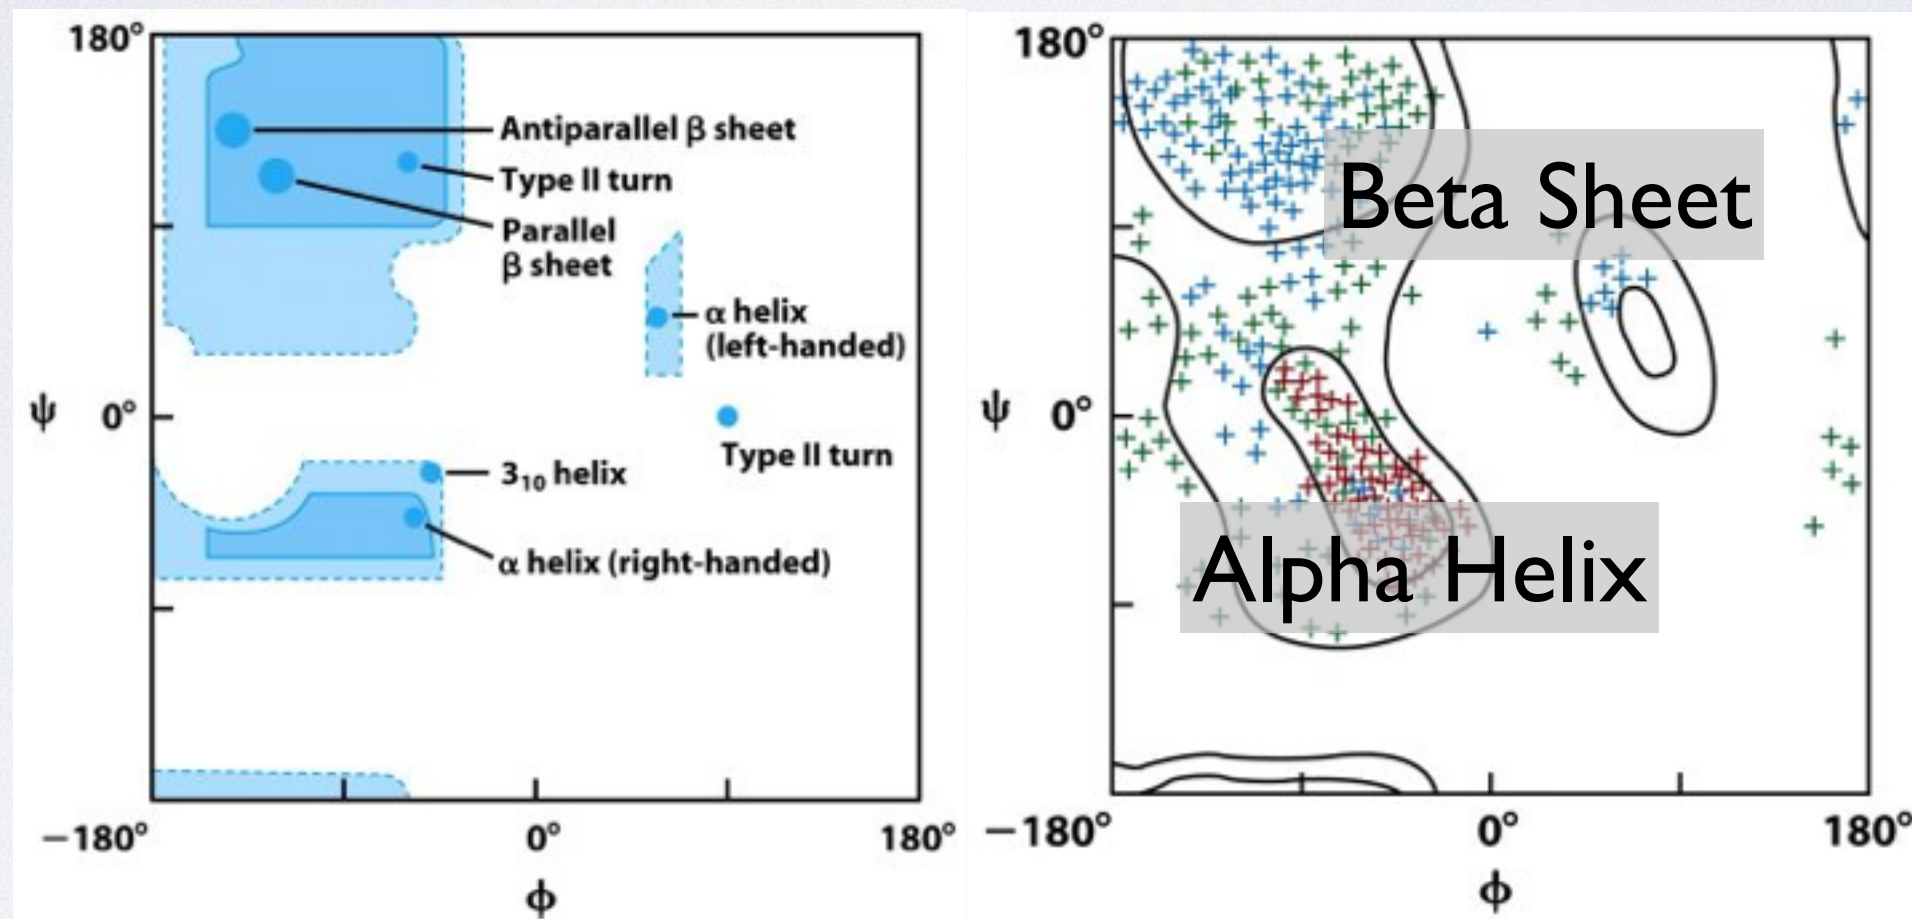 180°
Antiparallel β sheet
Type II turn
Parallel
β sheet
α helix
(left-handed)
ψ
0°
Type II turn
3₁₀ helix
α helix (right-handed)
−180°
0°
180°
ϕ
180°
Beta Sheet
ψ
0°
Alpha Helix
−180°
0°
180°
ϕ